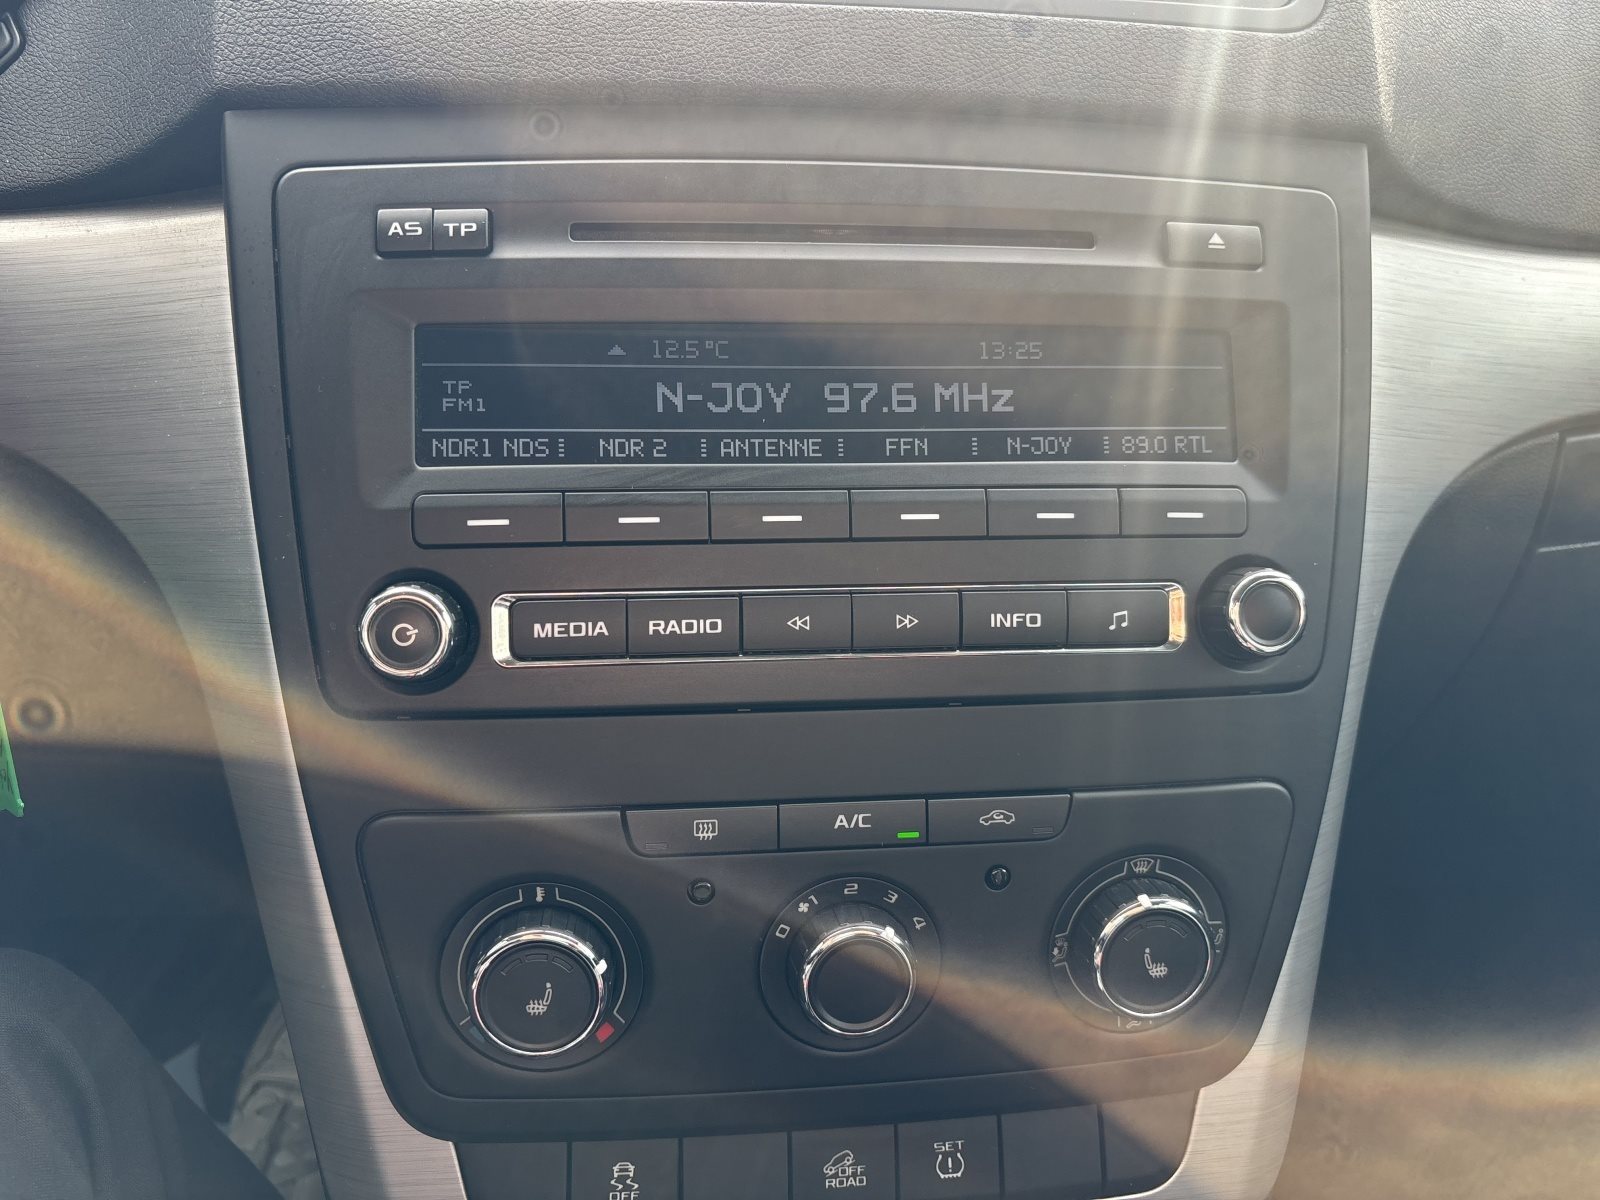 AS TP
12.5°C 13:25
TP
FM1
N-JOY 97.6 MHz
NDR1 NDS NDR 2 ANTENNE FFN N-JOY 89.0 RTL
MEDIA RADIO INFO
A/C
0 1 2 3 4
OFF
OFF ROAD
SET